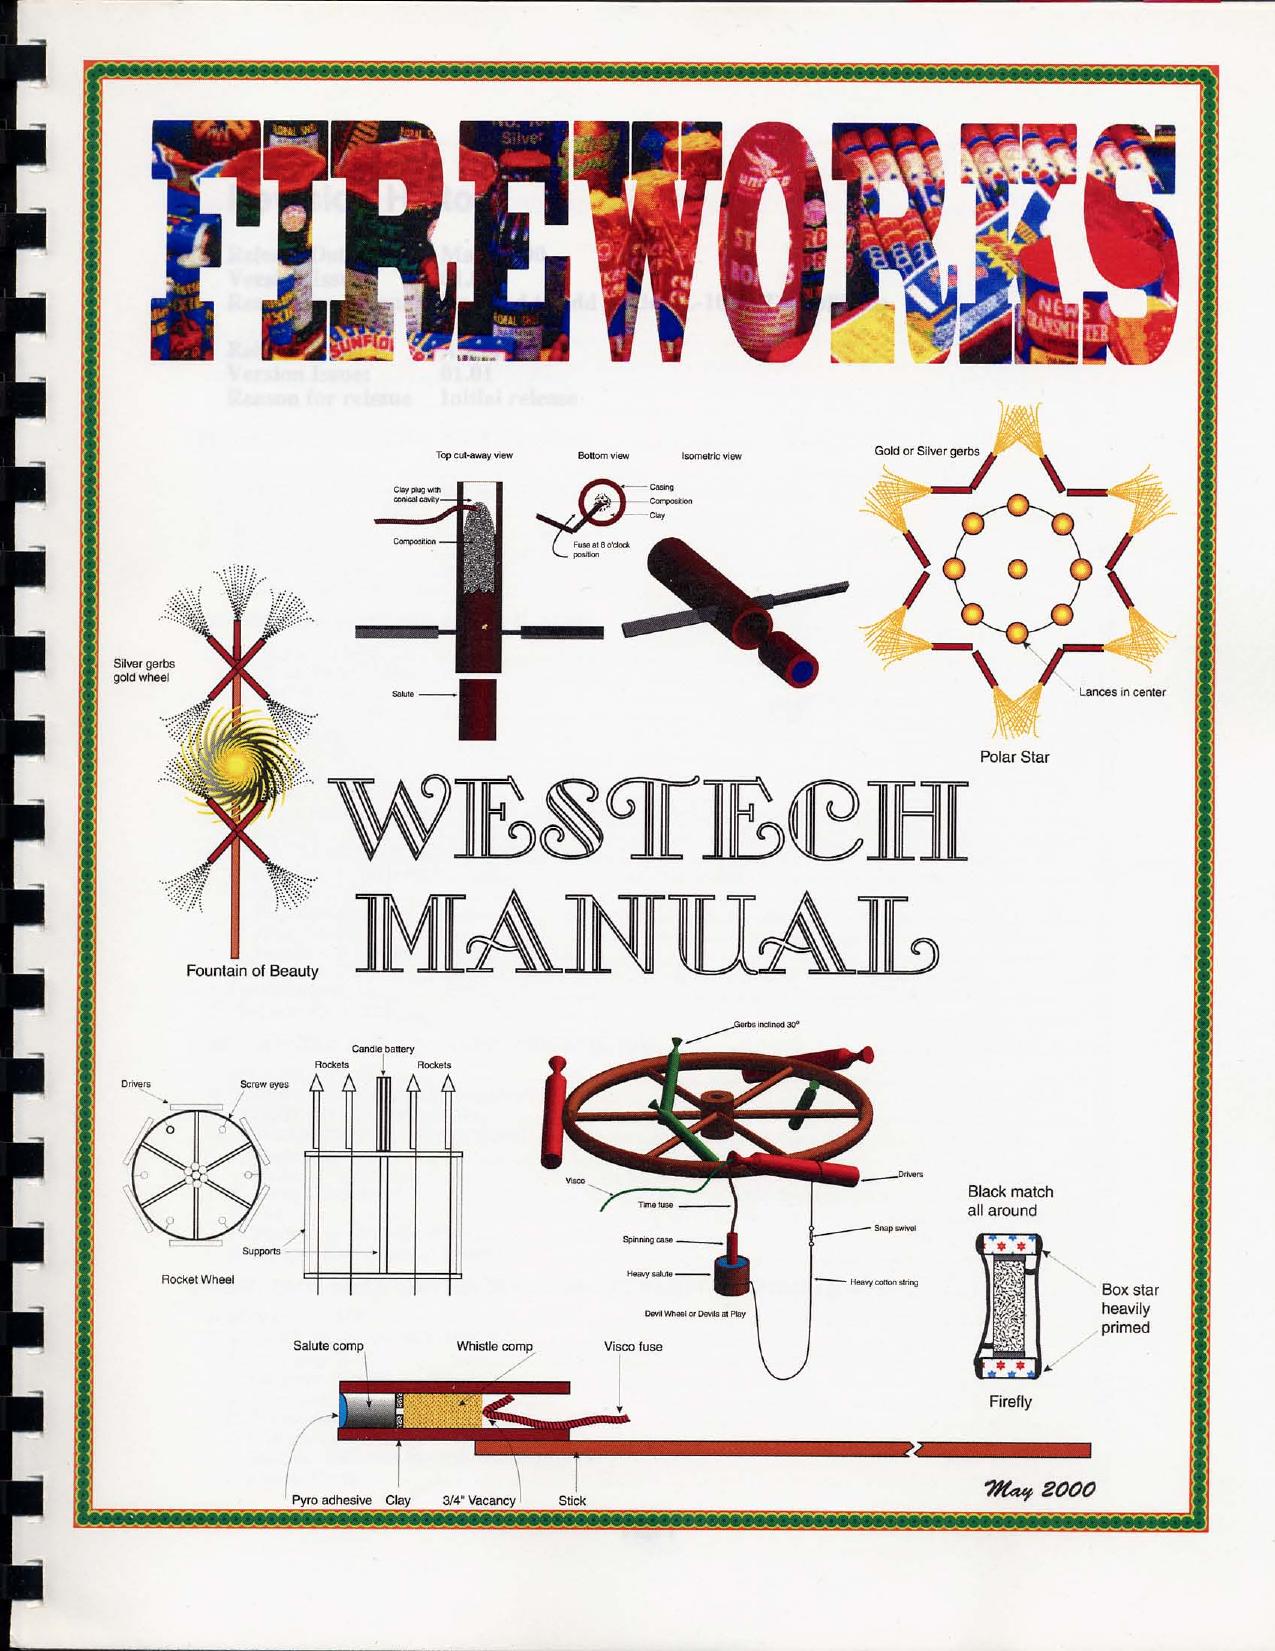 FIREWORKS
Top cut-away view
Bottom view
Isometric view
Gold or Silver gerbs
Clay plug with
conical cavity
Casing
Composition
Clay
Composition
Fuse at 6 o'clock
position
Silver gerbs
gold wheel
Salute
Lances in center
Polar Star
WESTECH
MANUAL
Fountain of Beauty
Gerbs inclined 30°
Candle battery
Rockets
Rockets
Drivers
Screw eyes
Visco
Drivers
Time fuse
Snap swivel
Spinning case
Supports
Heavy salute
Heavy cotton string
Rocket Wheel
Devil Wheel or Devils at Play
Black match
all around
Box star
heavily
primed
Firefly
Salute comp
Whistle comp
Visco fuse
Pyro adhesive
Clay
3/4" Vacancy
Stick
May 2000